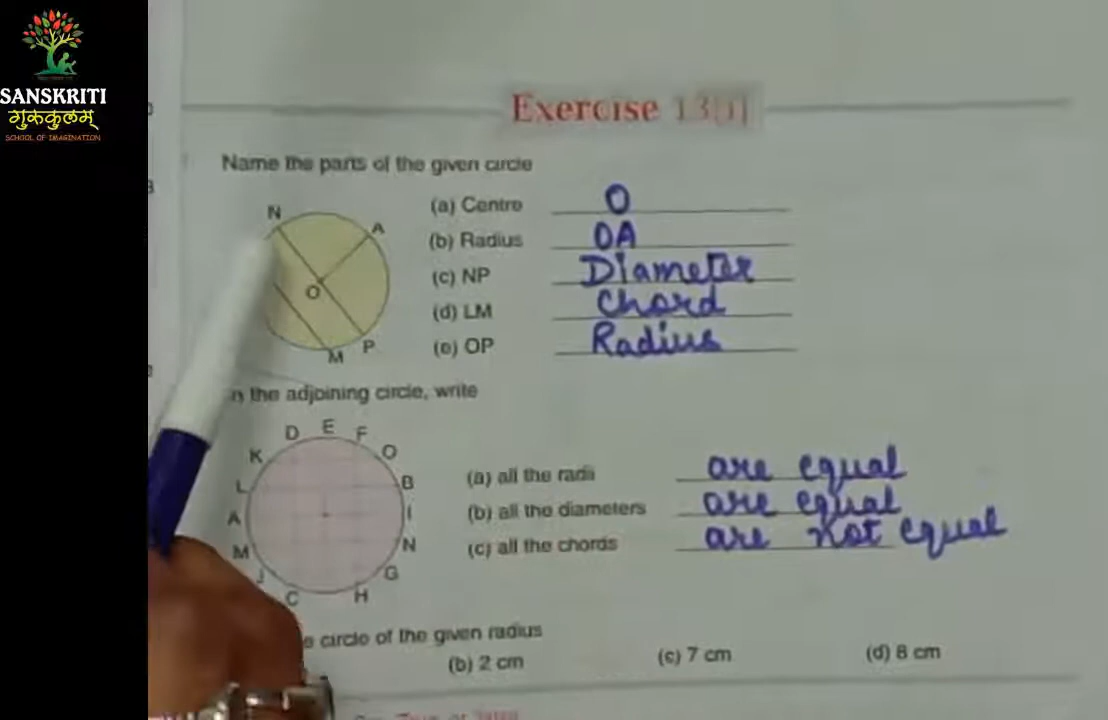 SANSKRITI
गुरुकुलम्
SCHOOL OF IMAGINATION
Exercise 13(i)
Name the parts of the given circle
N
A
O
M
P
(a) Centre O
(b) Radius OA
(c) NP Diameter
(d) LM Chord
(e) OP Radius
the adjoining circle, write
D E F
K O
L B
A I
M N
J G
C H
(a) all the radii are equal
(b) all the diameters are equal
(c) all the chords are not equal
circle of the given radius
(b) 2 cm (c) 7 cm (d) 8 cm